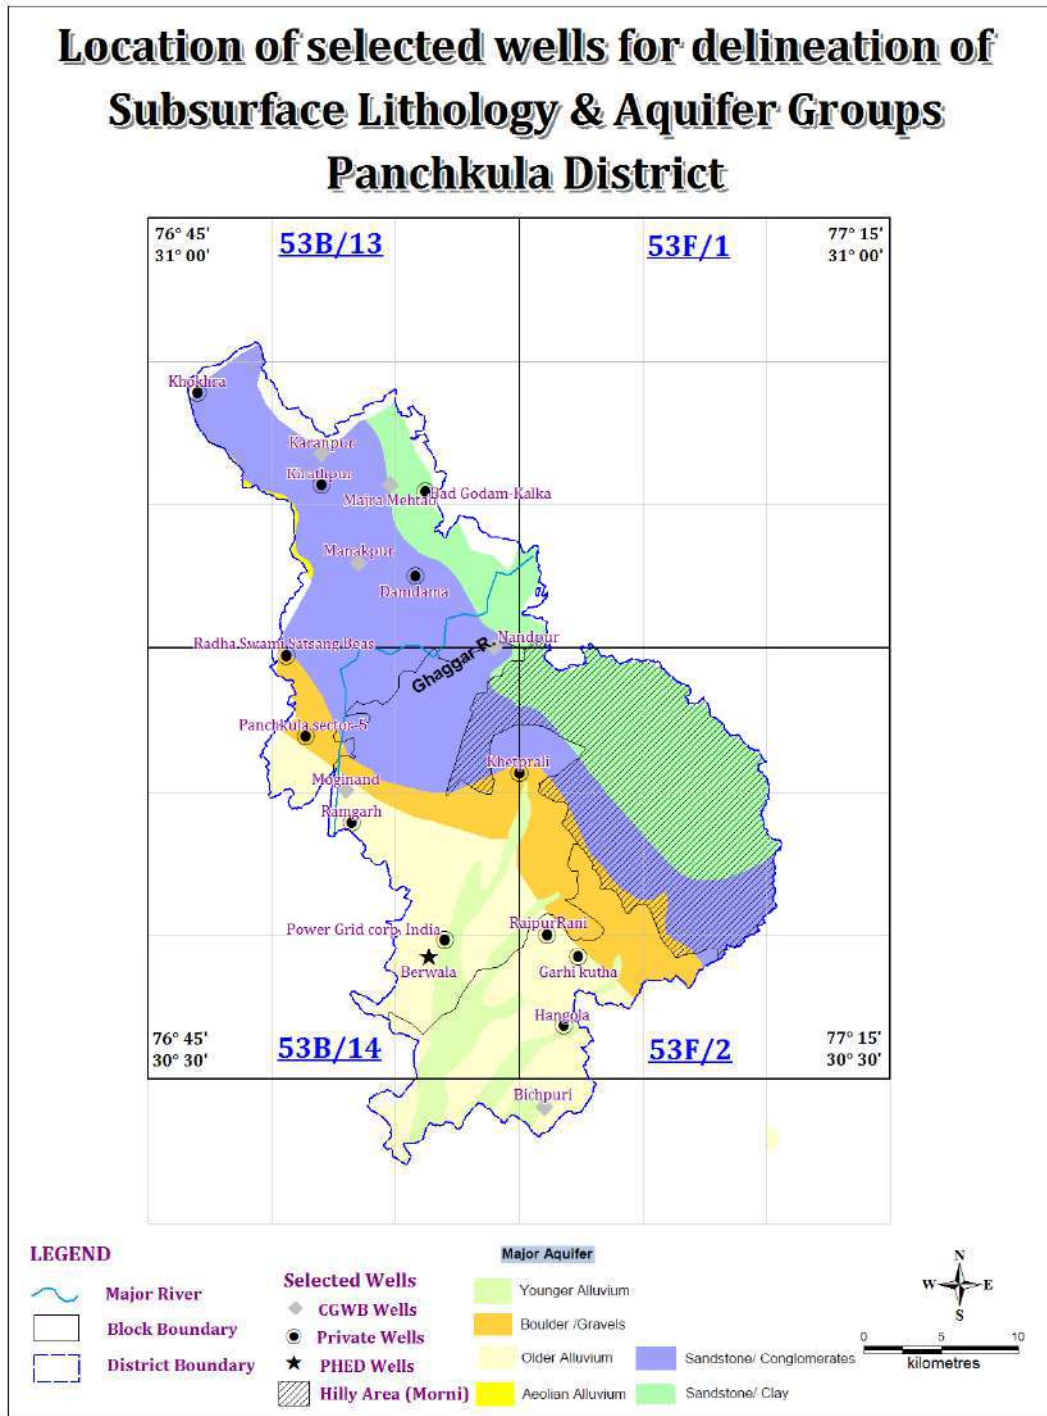 Location of selected wells for delineation of
Subsurface Lithology & Aquifer Groups
Panchkula District
76° 45'
31° 00'
53B/13
53F/1
77° 15'
31° 00'
Khokhra
Karanpur
Kirathpur
Majra Mehtab
Bad Godam-Kalka
Manakpur
Damdama
Radha Swami Satsang Beas
Nandpur
Ghaggar R.
Panchkula sector-5
Khetprali
Moginand
Ramgarh
Power Grid corp. India
RaipurRani
Berwala
Garhi kutha
Hangola
76° 45'
30° 30'
53B/14
53F/2
77° 15'
30° 30'
Bichpuri
LEGEND
Major River
Block Boundary
District Boundary
Selected Wells
CGWB Wells
Private Wells
PHED Wells
Hilly Area (Morni)
Major Aquifer
Younger Alluvium
Boulder /Gravels
Older Alluvium
Aeolian Alluvium
Sandstone/ Conglomerates
Sandstone/ Clay
N
W E
S
0 5 10
kilometres